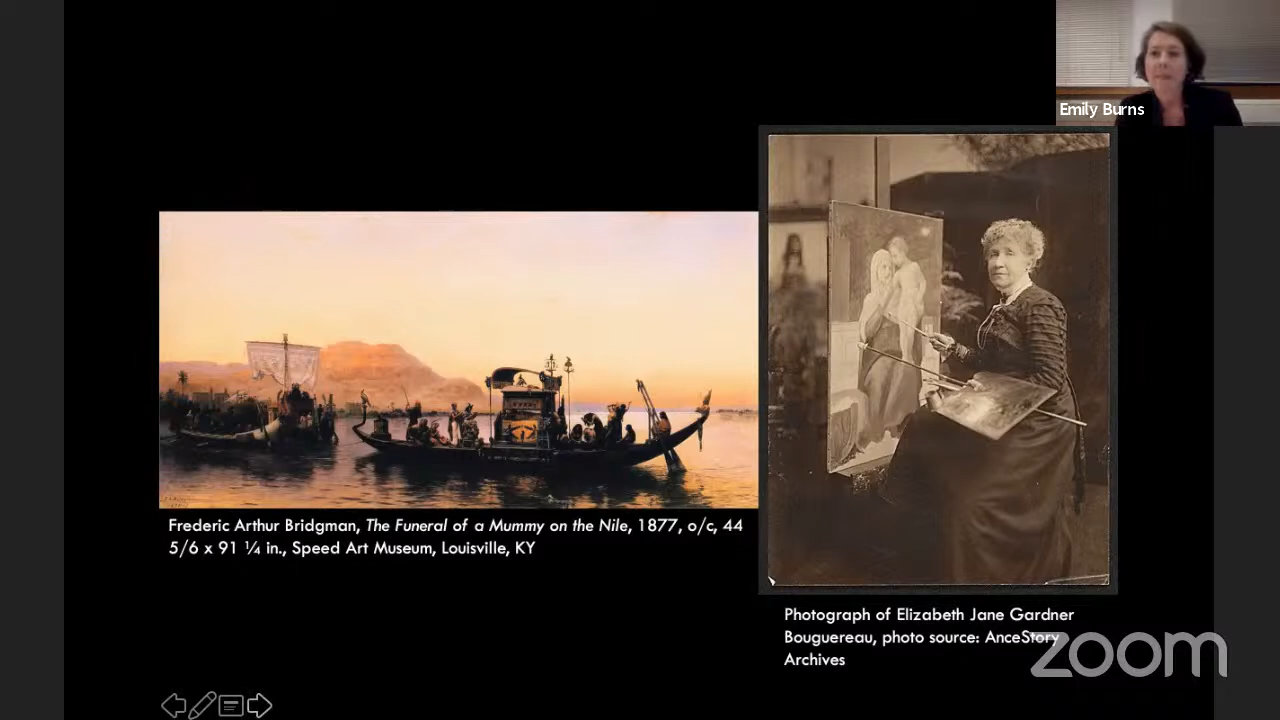 Emily Burns
Frederic Arthur Bridgman, The Funeral of a Mummy on the Nile, 1877, o/c, 44
5/6 x 91 ¼ in., Speed Art Museum, Louisville, KY
Photograph of Elizabeth Jane Gardner
Bouguereau, photo source: AnceStory
Archives
zoom